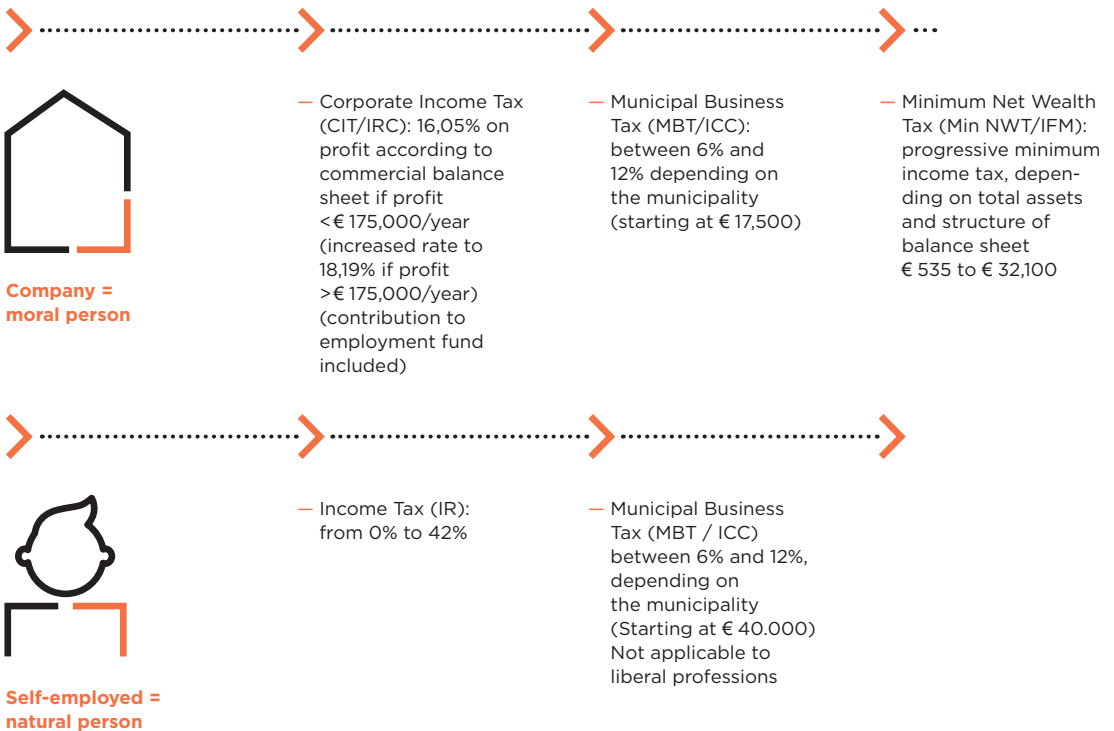 Company =
moral person
— Corporate Income Tax
(CIT/IRC): 16,05% on
profit according to
commercial balance
sheet if profit
<€ 175,000/year
(increased rate to
18,19% if profit
>€ 175,000/year)
(contribution to
employment fund
included)
— Municipal Business
Tax (MBT/ICC):
between 6% and
12% depending on
the municipality
(starting at € 17,500)
— Minimum Net Wealth
Tax (Min NWT/IFM):
progressive minimum
income tax, depen-
ding on total assets
and structure of
balance sheet
€ 535 to € 32,100
Self-employed =
natural person
— Income Tax (IR):
from 0% to 42%
— Municipal Business
Tax (MBT / ICC)
between 6% and 12%,
depending on
the municipality
(Starting at € 40.000)
Not applicable to
liberal professions